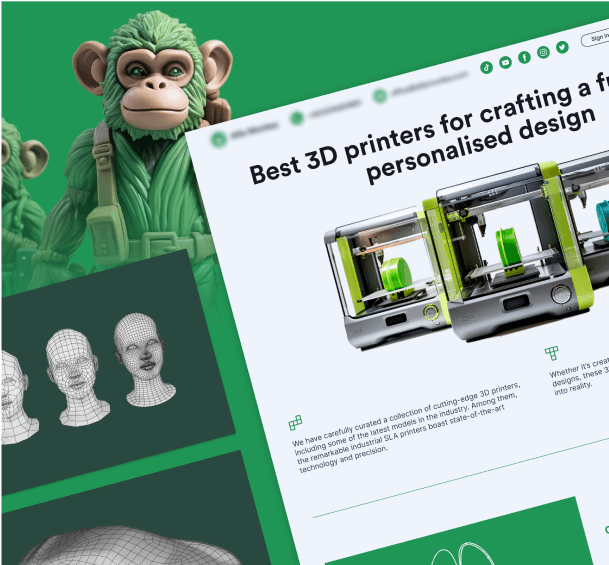 Sign in
Best 3D printers for crafting a
personalised design
We have carefully curated a collection of cutting-edge 3D printers,
including some of the latest models in the industry. Among them,
the remarkable industrial SLA printers boast state-of-the-art
technology and precision.
Whether it's
designs, these 3
into reality.